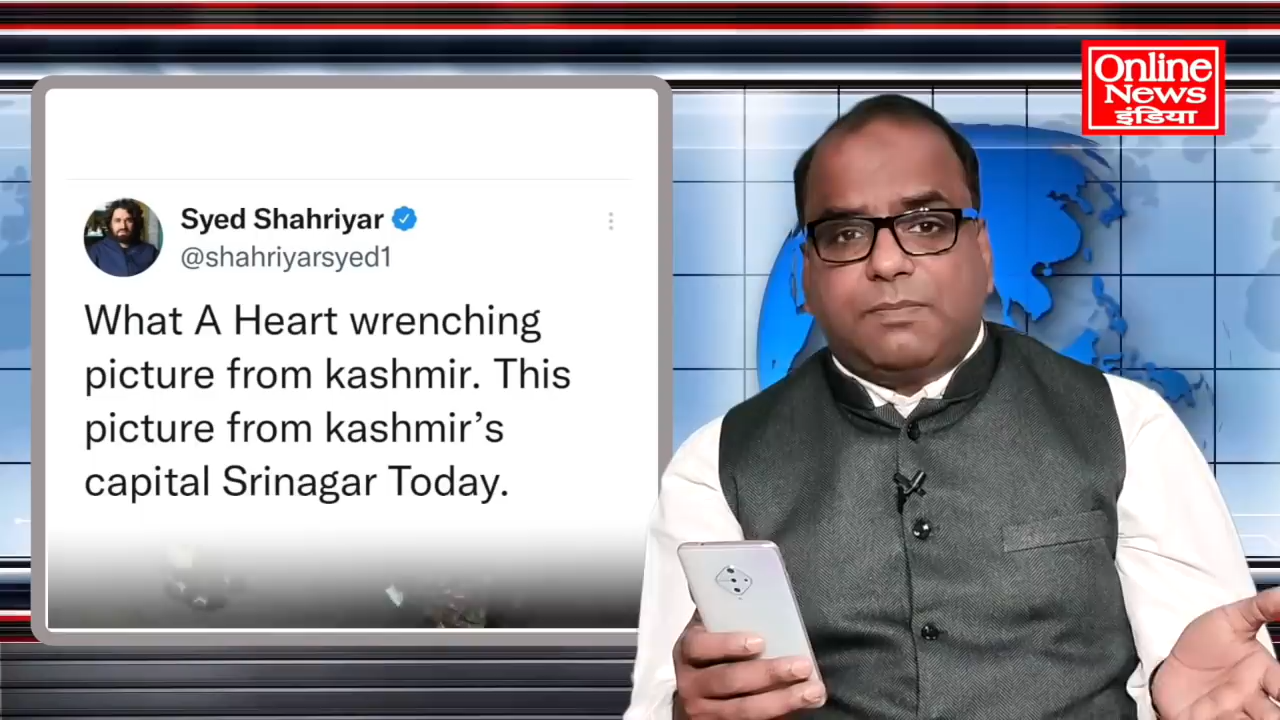 Syed Shahriyar
@shahriyarsyed1
What A Heart wrenching
picture from kashmir. This
picture from kashmir’s
capital Srinagar Today.
Online
News
इंडिया